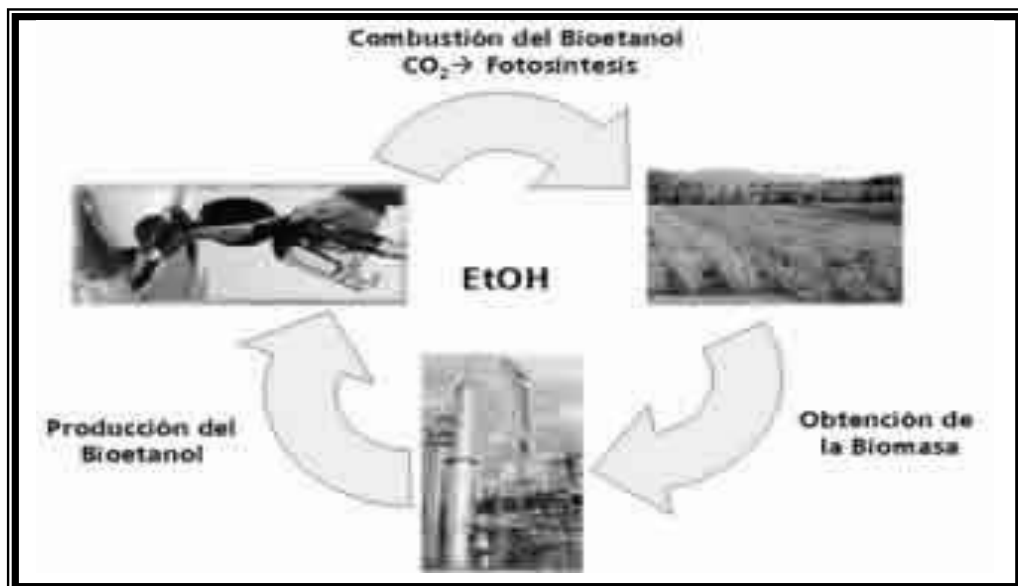 Combustión del Bioetanol
CO₂→ Fotosíntesis
EtOH
Producción del
Bioetanol
Obtención de
la Biomasa